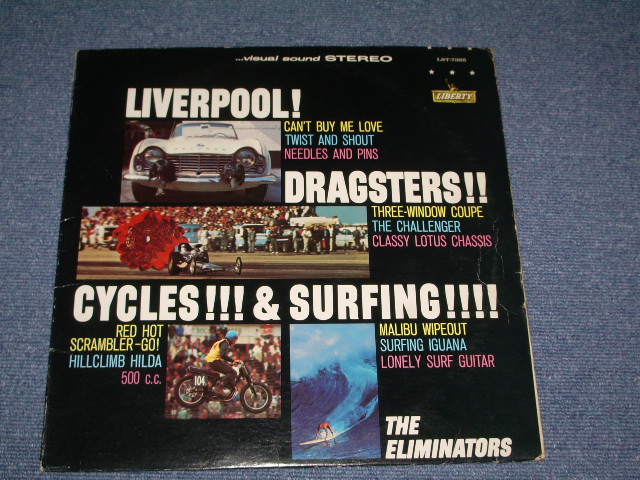 ...visual sound STEREO
LST-7365
LIBERTY
LIVERPOOL!
CAN'T BUY ME LOVE
TWIST AND SHOUT
NEEDLES AND PINS
DRAGSTERS!!
THREE-WINDOW COUPE
THE CHALLENGER
CLASSY LOTUS CHASSIS
CYCLES!!! & SURFING!!!!
RED HOT
SCRAMBLER-GO!
HILLCLIMB HILDA
500 c.c.
104
MALIBU WIPEOUT
SURFING IGUANA
LONELY SURF GUITAR
THE
ELIMINATORS